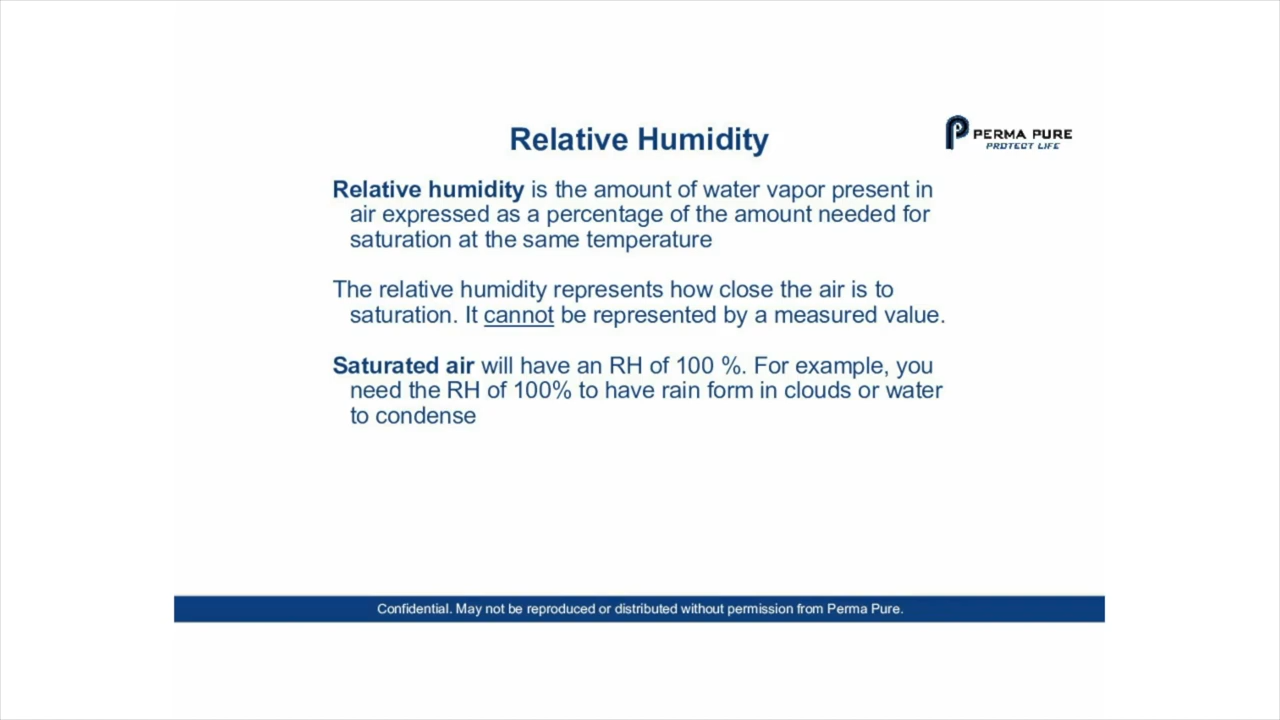 Relative Humidity
PERMA PURE
PROTECT LIFE
Relative humidity is the amount of water vapor present in
air expressed as a percentage of the amount needed for
saturation at the same temperature
The relative humidity represents how close the air is to
saturation. It cannot be represented by a measured value.
Saturated air will have an RH of 100 %. For example, you
need the RH of 100% to have rain form in clouds or water
to condense
Confidential. May not be reproduced or distributed without permission from Perma Pure.